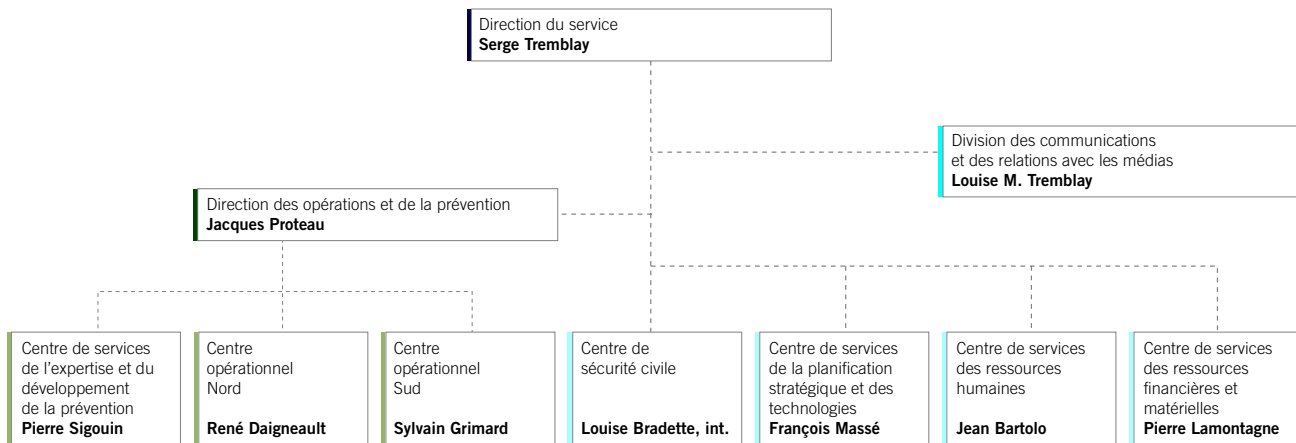 Direction du service
Serge Tremblay
Division des communications
et des relations avec les médias
Louise M. Tremblay
Direction des opérations et de la prévention
Jacques Proteau
Centre de services
de l'expertise et du
développement
de la prévention
Pierre Sigouin
Centre
opérationnel
Nord
René Daigneault
Centre
opérationnel
Sud
Sylvain Grimard
Centre de
sécurité civile
Louise Bradette, int.
Centre de services
de la planification
stratégique et des
technologies
François Massé
Centre de services
des ressources
humaines
Jean Bartolo
Centre de services
des ressources
financières et
matérielles
Pierre Lamontagne